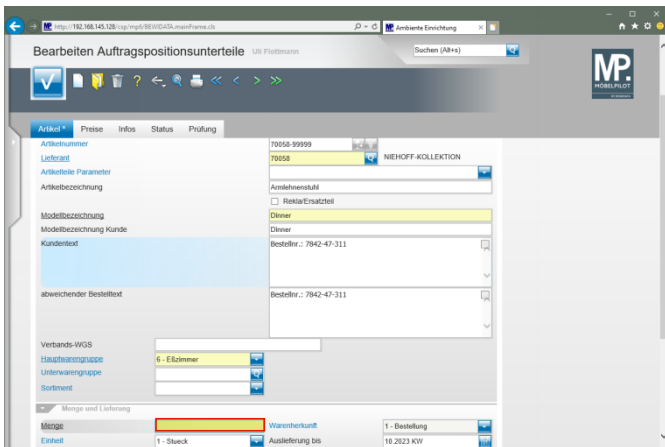 http://192.168.145.128/csp/mp6/BEWIDATA.mainFrame.cls
MP Ambiente Einrichtung
Bearbeiten Auftragspositionsunterteile Uli Flottmann
Suchen (Alt+s)
MP.
MÖBELPILOT
Artikel * Preise Infos Status Prüfung
Artikelnummer 70058-99999
Lieferant 70058 NIEHOFF-KOLLEKTION
Artikelteile Parameter
Artikelbezeichnung Armlehnenstuhl
Rekla/Ersatzteil
Modellbezeichnung Dinner
Modellbezeichnung Kunde Dinner
Kundentext Bestellnr.: 7842-47-311
abweichender Bestelltext Bestellnr.: 7842-47-311
Verbands-WGS
Hauptwarengruppe 6 - Eßzimmer
Unterwarengruppe
Sortiment
Menge und Lieferung
Menge Warenherkunft 1 - Bestellung
Einheit 1 - Stueck Auslieferung bis 10.2023 KW